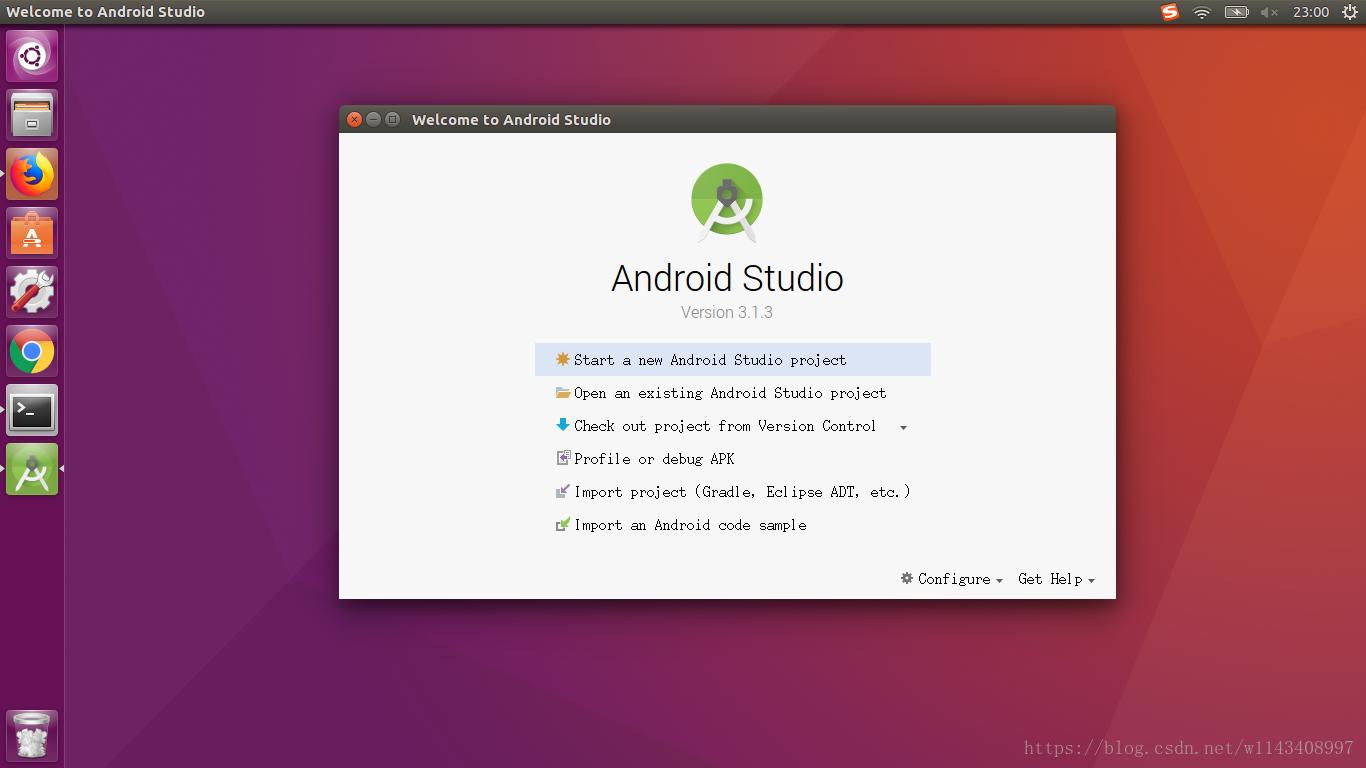 Welcome to Android Studio
23:00
Welcome to Android Studio
Android Studio
Version 3.1.3
Start a new Android Studio project
Open an existing Android Studio project
Check out project from Version Control
Profile or debug APK
Import project (Gradle, Eclipse ADT, etc.)
Import an Android code sample
Configure
Get Help
https://blog.csdn.net/w1143408997